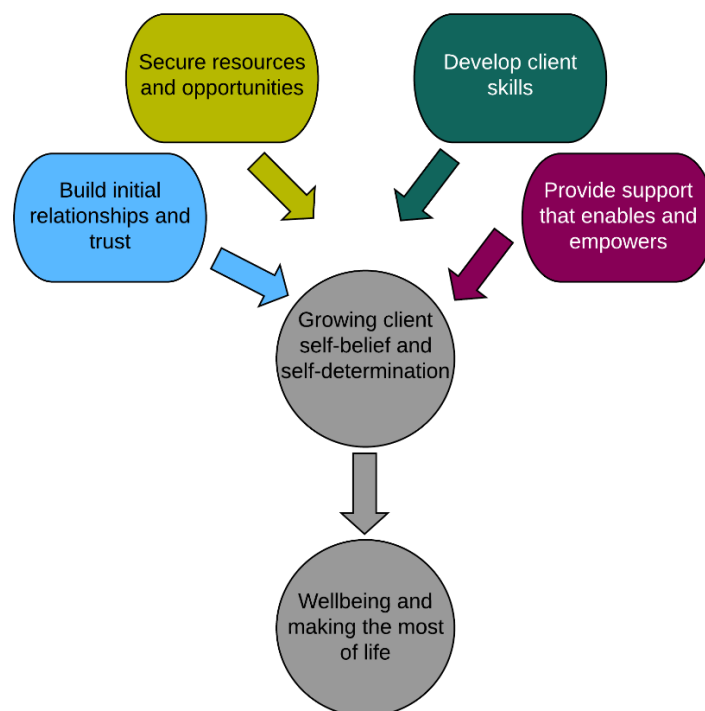 Secure resources
and opportunities
Develop client
skills
Build initial
relationships and
trust
Provide support
that enables and
empowers
Growing client
self-belief and
self-determination
Wellbeing and
making the most
of life